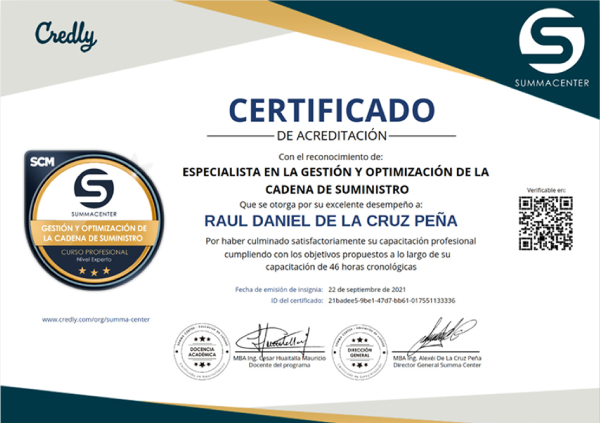 Credly
SUMMACENTER
CERTIFICADO
DE ACREDITACIÓN
Con el reconocimiento de:
ESPECIALISTA EN LA GESTIÓN Y OPTIMIZACIÓN DE LA
CADENA DE SUMINISTRO
Que se otorga por su excelente desempeño a:
RAUL DANIEL DE LA CRUZ PEÑA
Por haber culminado satisfactoriamente su capacitación profesional
cumpliendo con los objetivos propuestos a lo largo de su
capacitación de 46 horas cronológicas
Fecha de emisión de insignia: 22 de septiembre de 2021
ID del certificado: 21badee5-9be1-47d7-bb61-017551133336
Verificable en:
SCM
SUMMACENTER
GESTIÓN Y OPTIMIZACIÓN DE
LA CADENA DE SUMINISTRO
CURSO PROFESIONAL
Nivel Experto
www.credly.com/org/summa-center
DOCENCIA
ACADÉMICA
MBA Ing. Cesar Huaitalla Mauricio
Docente del programa
DIRECCIÓN
GENERAL
MBA Ing. Alexei De La Cruz Peña
Director General Summa Center